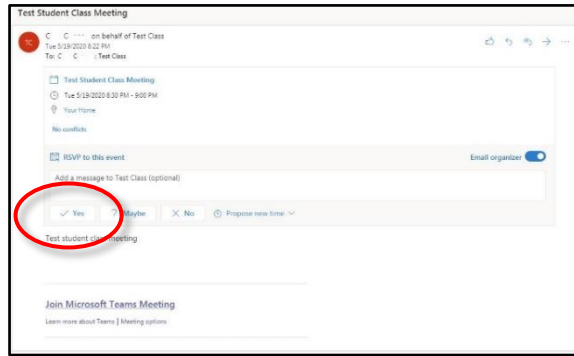 Test Student Class Meeting
TC
C C ... on behalf of Test Class
Tue 5/19/2020 8:22 PM
To: C C ; Test Class
Test Student Class Meeting
Tue 5/19/2020 8:30 PM - 9:00 PM
Your Home
No conflicts
RSVP to this event Email organizer
Add a message to Test Class (optional)
Yes ? Maybe No Propose new time
Test student class meeting
Join Microsoft Teams Meeting
Learn more about Teams | Meeting options